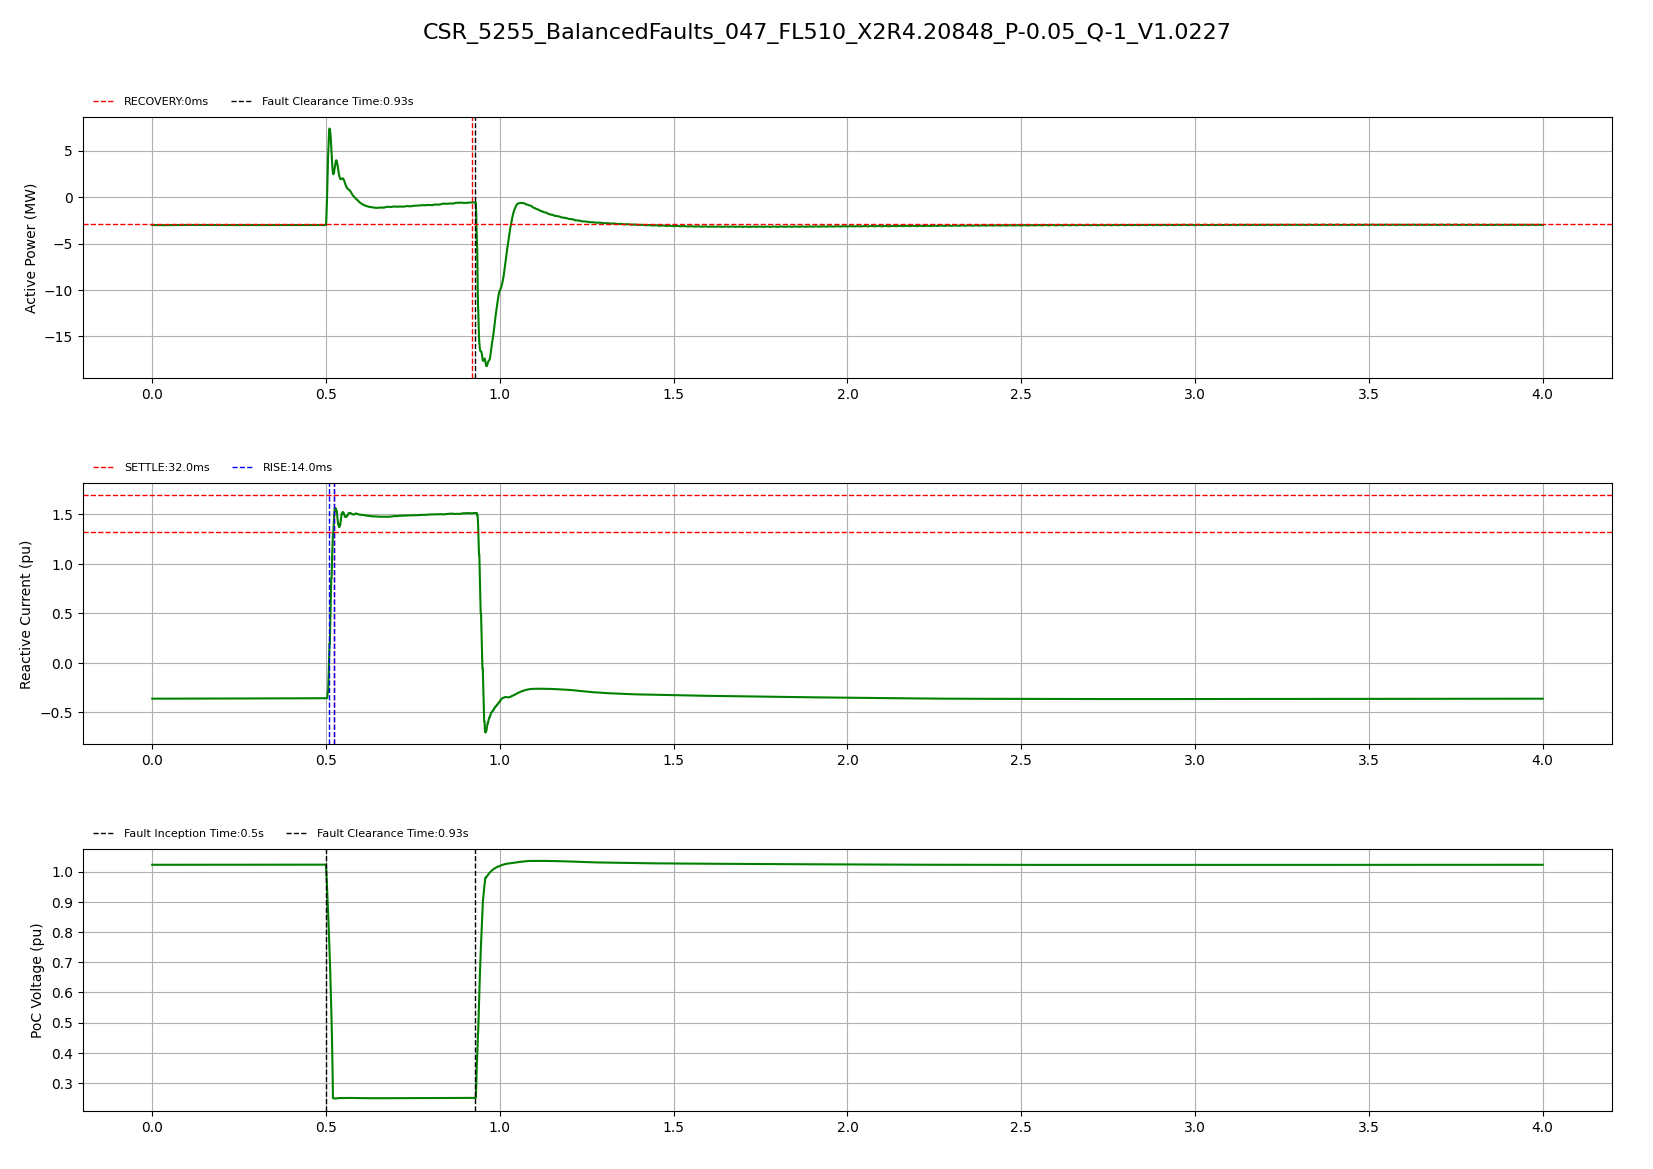 CSR_5255_BalancedFaults_047_FL510_X2R4.20848_P-0.05_Q-1_V1.0227
RECOVERY:0ms Fault Clearance Time:0.93s
Active Power (MW)
5
0
−5
−10
−15
0.0 0.5 1.0 1.5 2.0 2.5 3.0 3.5 4.0
SETTLE:32.0ms RISE:14.0ms
Reactive Current (pu)
1.5
1.0
0.5
0.0
−0.5
0.0 0.5 1.0 1.5 2.0 2.5 3.0 3.5 4.0
Fault Inception Time:0.5s Fault Clearance Time:0.93s
PoC Voltage (pu)
1.0
0.9
0.8
0.7
0.6
0.5
0.4
0.3
0.0 0.5 1.0 1.5 2.0 2.5 3.0 3.5 4.0